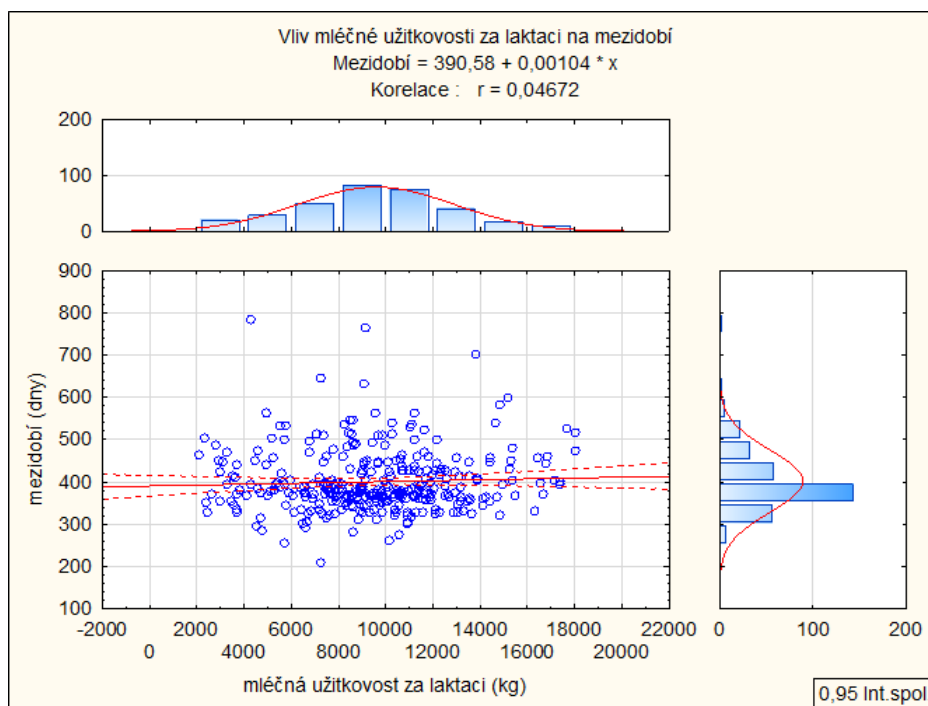 Vliv mléčné užitkovosti za laktaci na mezidobí
Mezidobí = 390,58 + 0,00104 * x
Korelace : r = 0,04672
200
100
0
900
800
700
600
500
400
300
200
100
mezidobí (dny)
-2000 2000 6000 10000 14000 18000 22000
0 4000 8000 12000 16000 20000
mléčná užitkovost za laktaci (kg)
0 100 200
0,95 Int.spol